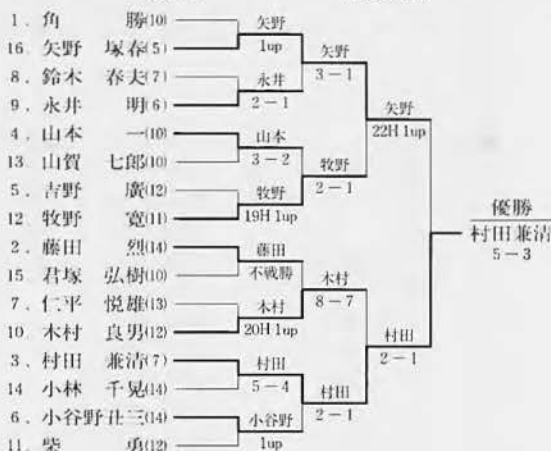 1. 角 勝(10)
16. 矢野 塚春(5)
8. 鈴木 春夫(7)
9. 永井 明(6)
4. 山本 一(10)
13. 山賀 七郎(10)
5. 吉野 廣(12)
12. 牧野 寛(11)
2. 藤田 烈(14)
15. 君塚 弘樹(10)
7. 仁平 悦雄(13)
10. 木村 良男(12)
3. 村田 兼清(7)
14 小林 千晃(14)
6. 小谷野 壮三(14)
11. 柴 勇(12)
矢野
1up
永井
2－1
山本
3－2
牧野
19H 1up
藤田
不戦勝
木村
20H 1up
村田
5－4
小谷野
1up
矢野
3－1
牧野
2－1
木村
8－7
村田
2－1
矢野
22H 1up
村田
2－1
優勝
村田兼清
5－3